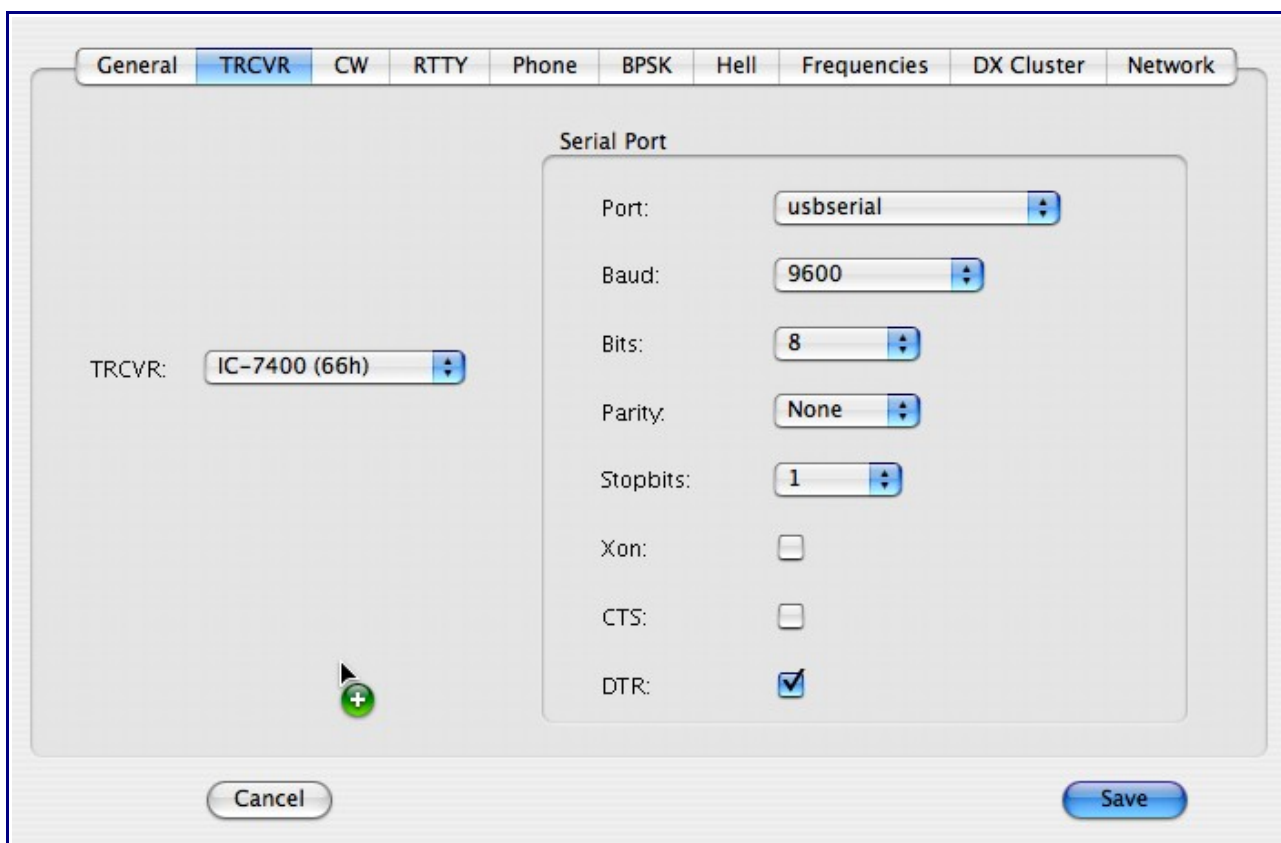 General TRCVR CW RTTY Phone BPSK Hell Frequencies DX Cluster Network
TRCVR: IC-7400 (66h)
Serial Port
Port: usbserial
Baud: 9600
Bits: 8
Parity: None
Stopbits: 1
Xon:
CTS:
DTR:
Cancel Save